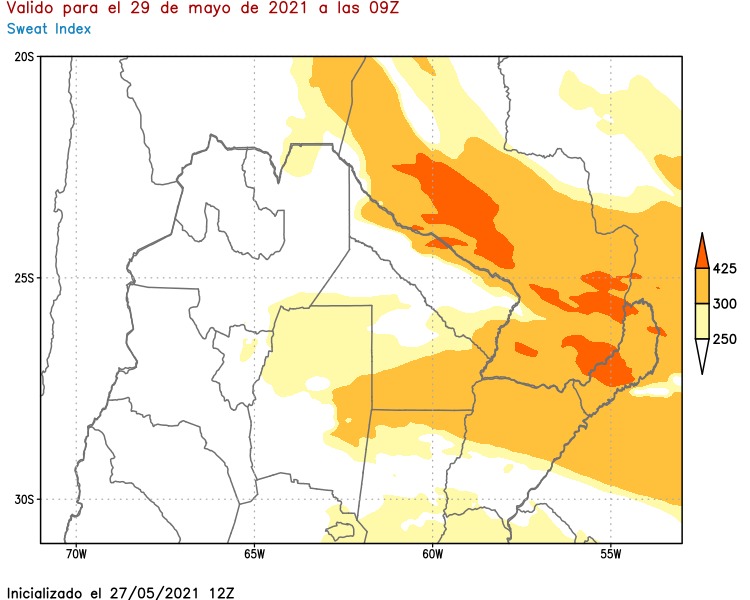 Valido para el 29 de mayo de 2021 a las 09Z
Sweat Index
20S
25S
30S
70W
65W
60W
55W
425
300
250
Inicializado el 27/05/2021 12Z